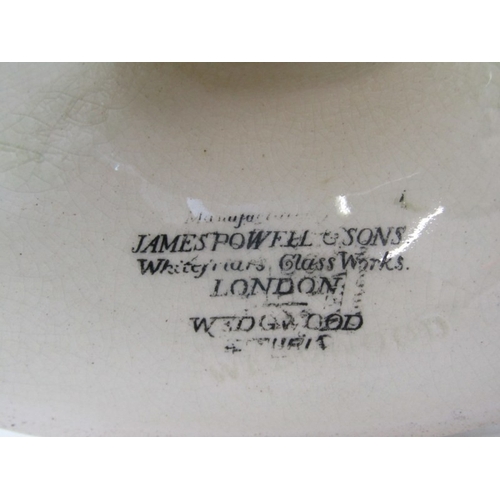 JAMES POWELL & SONS.
Whitefriars Glass Works.
LONDON
WEDGWOOD